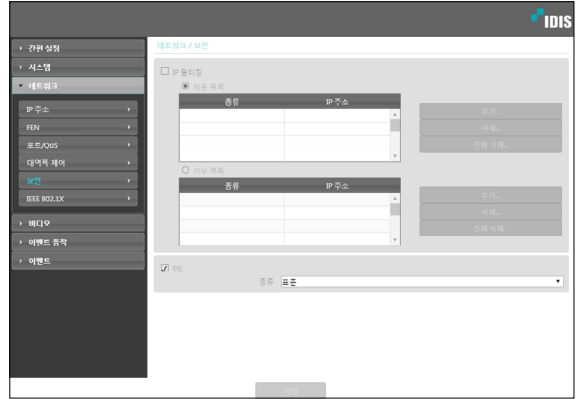 IDIS
간편 설정
시스템
네트워크
IP 주소
FEN
포트/QoS
대역폭 제어
보안
IEEE 802.1X
비디오
이벤트 동작
이벤트
네트워크 / 보안
IP 필터링
허용 목록
종류 IP 주소
추가...
삭제...
전체 삭제...
거부 목록
종류 IP 주소
추가...
삭제...
전체 삭제...
SSL
종류 표준
저장